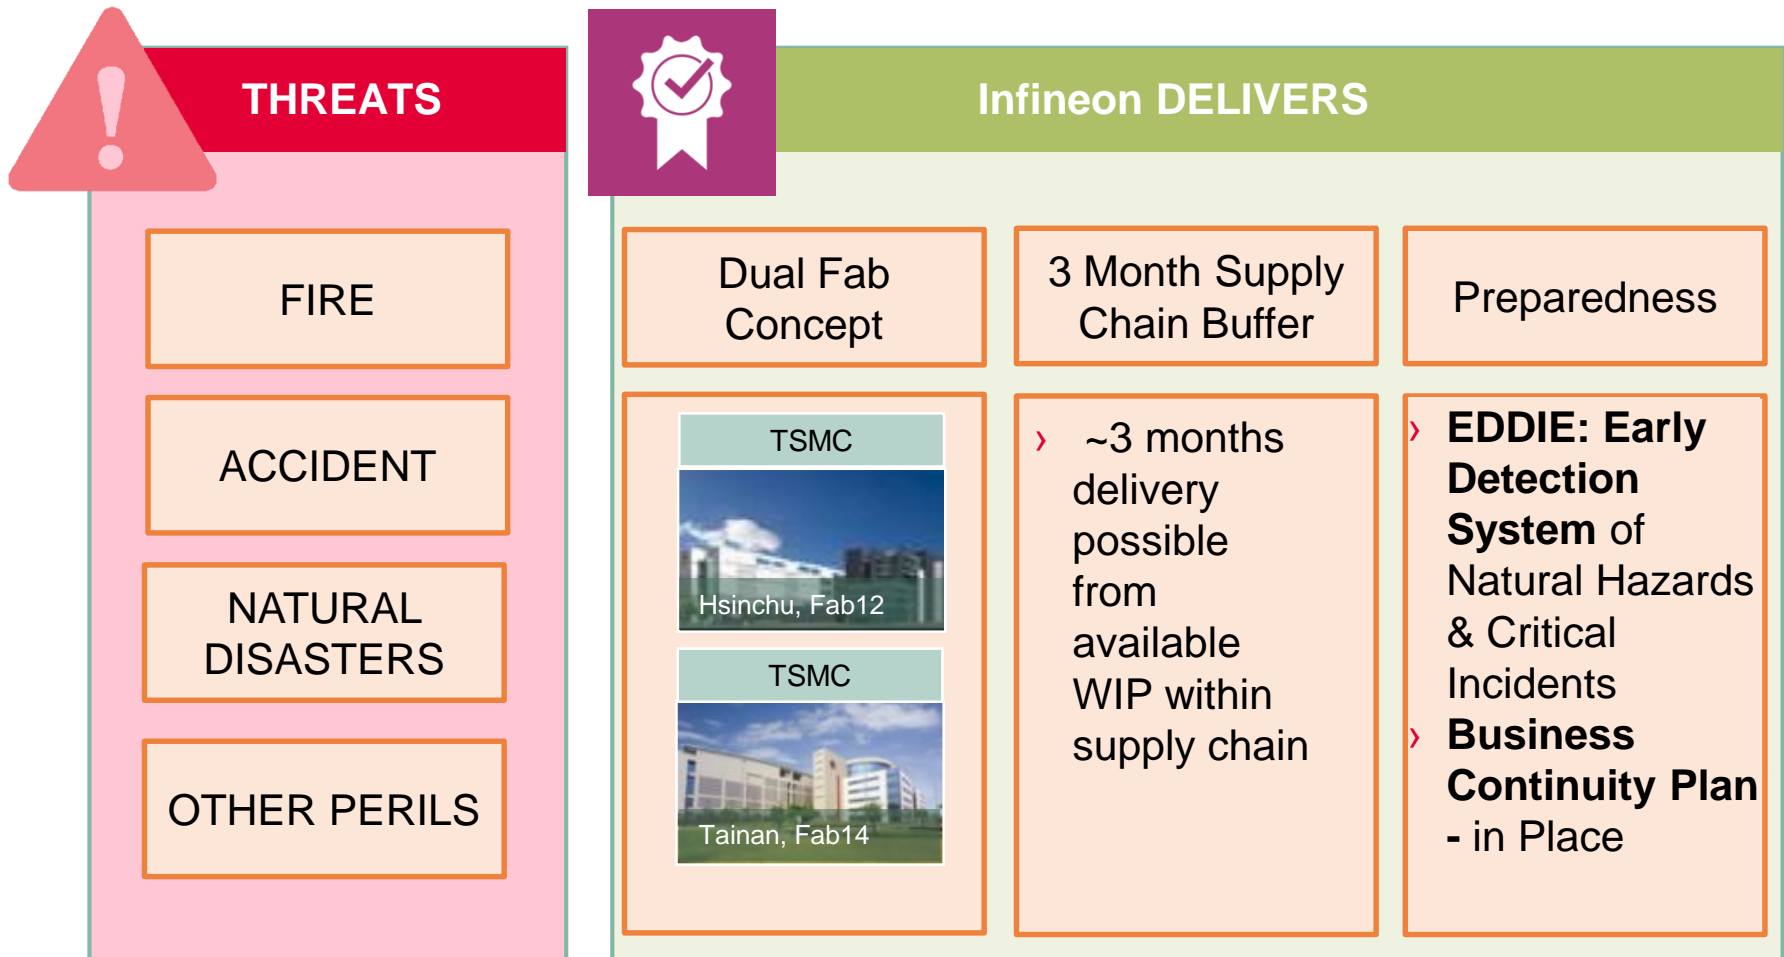 THREATS
FIRE
ACCIDENT
NATURAL
DISASTERS
OTHER PERILS
Infineon DELIVERS
Dual Fab
Concept
TSMC
Hsinchu, Fab12
TSMC
Tainan, Fab14
3 Month Supply
Chain Buffer
› ~3 months
delivery
possible
from
available
WIP within
supply chain
Preparedness
› EDDIE: Early
Detection
System of
Natural Hazards
& Critical
Incidents
› Business
Continuity Plan
- in Place